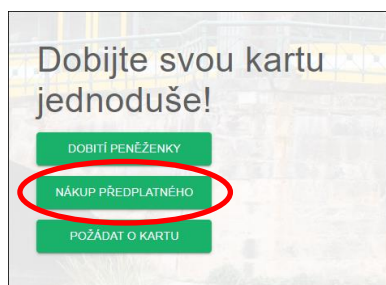 Dobijte svou kartu
jednoduše!
DOBITÍ PENĚŽENKY
NÁKUP PŘEDPLATNÉHO
POŽÁDAT O KARTU